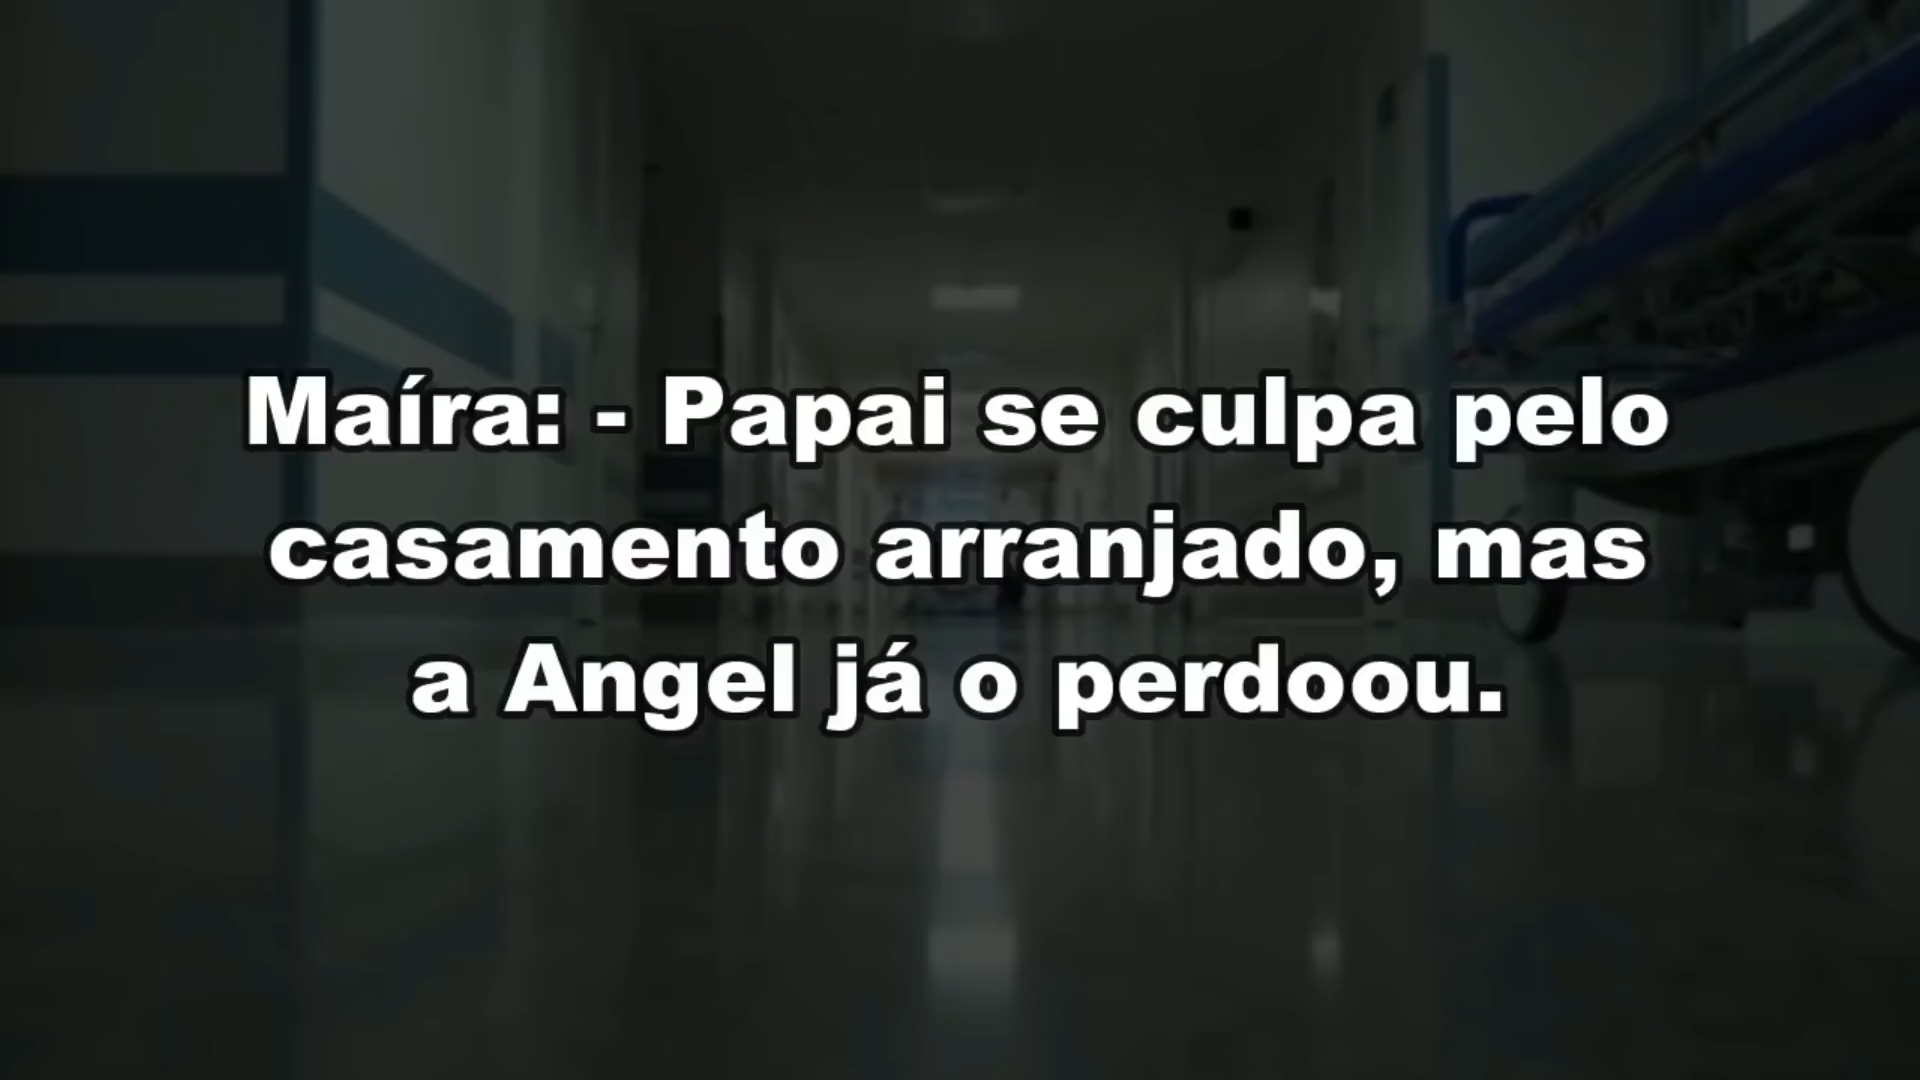 Maíra: - Papai se culpa pelo
casamento arranjado, mas
a Angel já o perdoou.